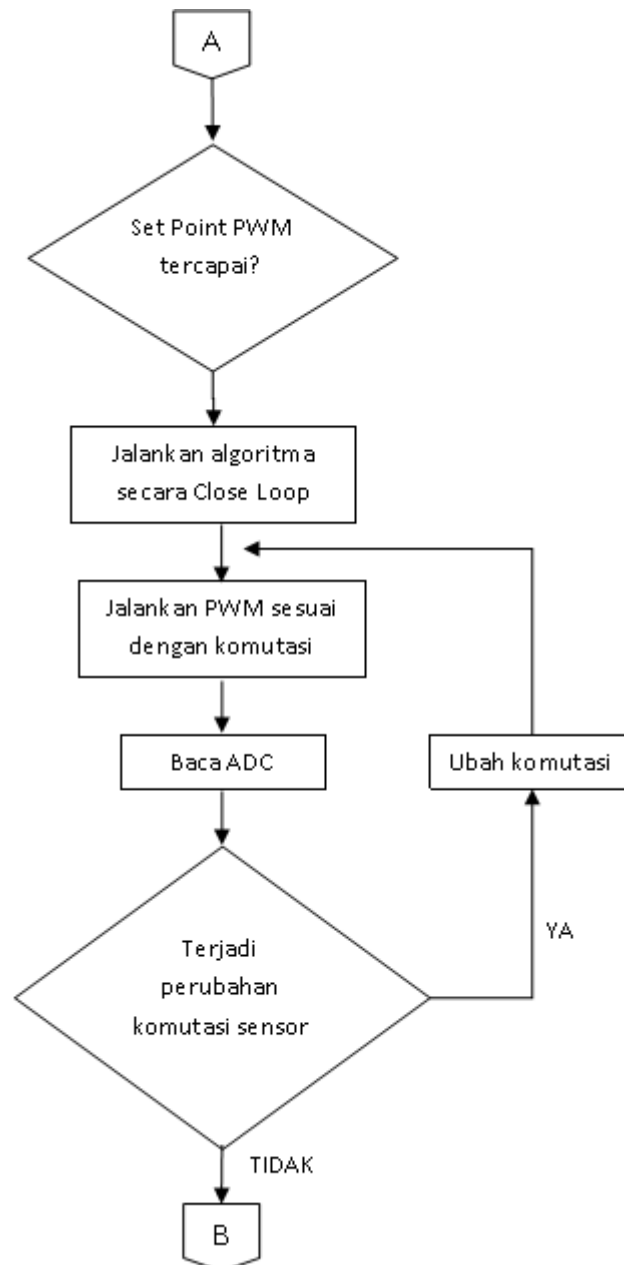 A
Set Point PWM
tercapai?
Jalankan algoritma
secara Close Loop
Jalankan PWM sesuai
dengan komutasi
Baca ADC
Ubah komutasi
Terjadi
perubahan
komutasi sensor
YA
TIDAK
B